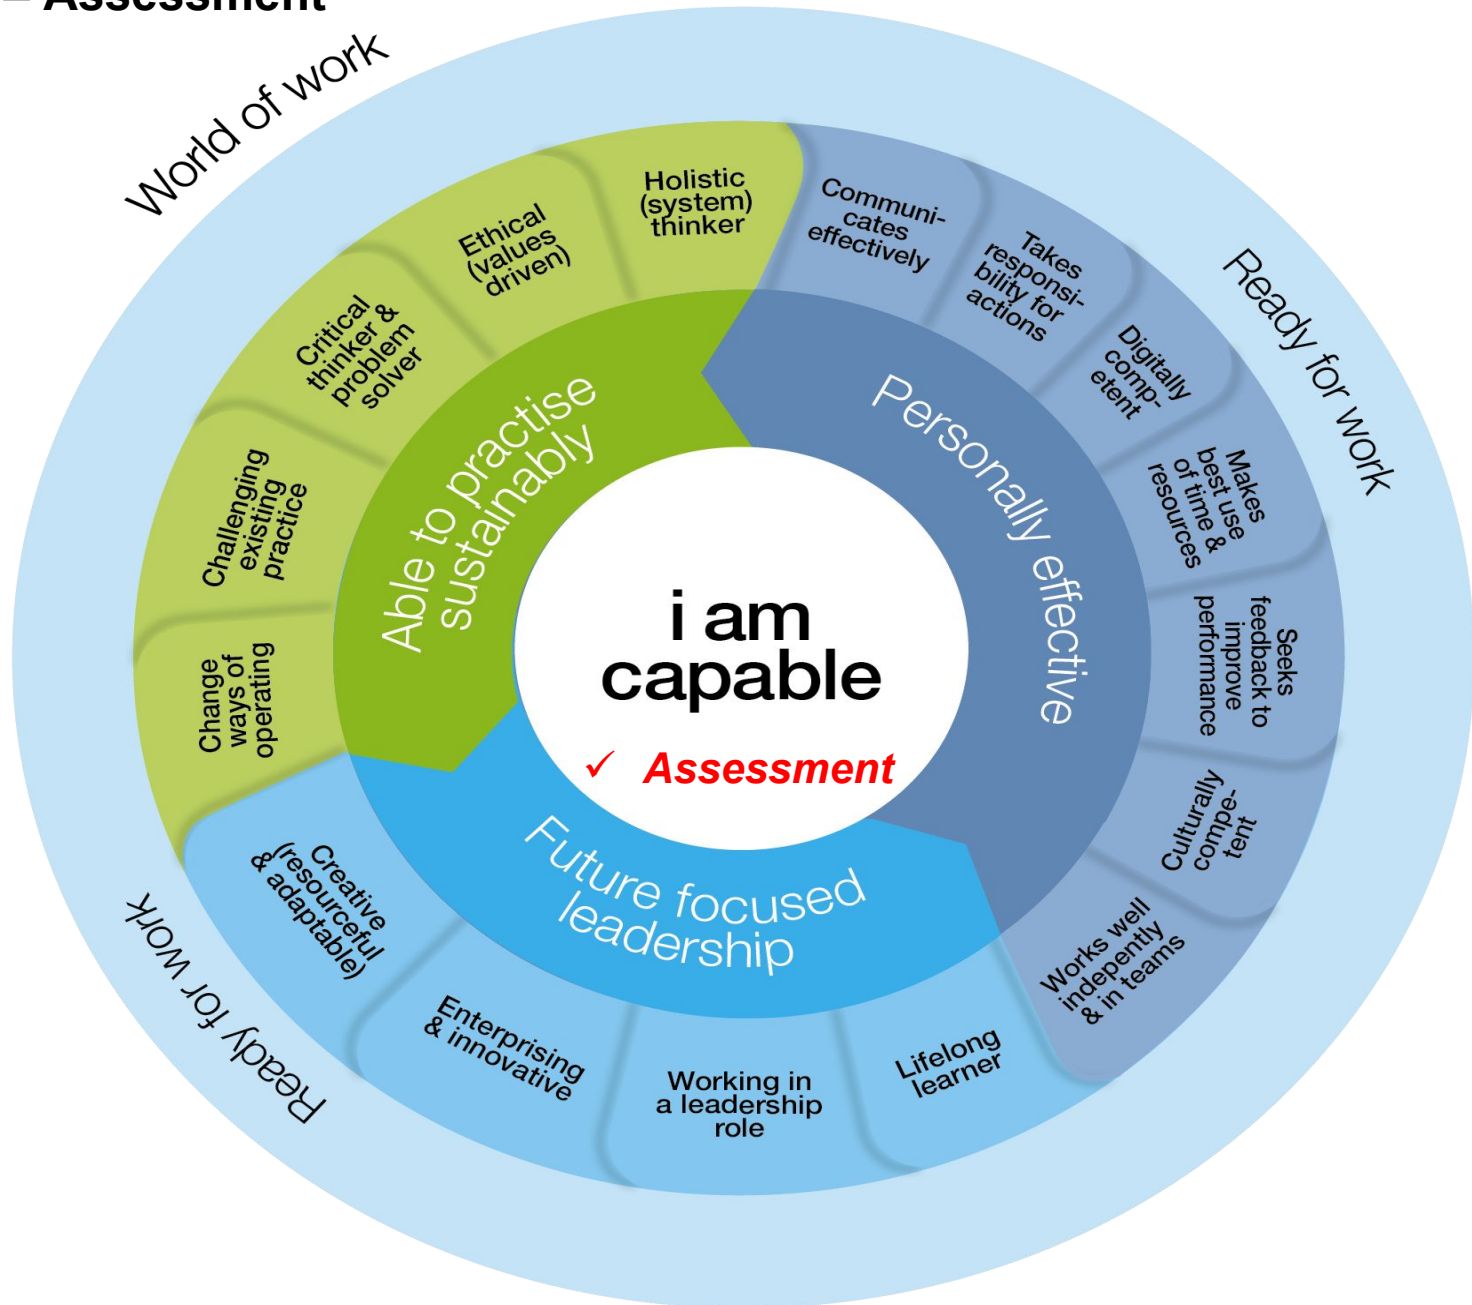 – Assessment
World of work
Ready for work
Ready for work
Holistic
(system)
thinker
Communi-
cates
effectively
Takes
responsi-
bility for
actions
Digitally
comp-
etent
Makes
best use
of time &
resources
Seeks
feedback to
improve
performance
Culturally
compe-
tent
Works well
indepently
& in teams
Lifelong
learner
Working in
a leadership
role
Enterprising
& innovative
Creative
(resourceful
& adaptable)
Change
ways of
operating
Challenging
existing
practice
Critical
thinker &
problem
solver
Ethical
(values
driven)
Able to practise
sustainably
Personally effective
Future focused
leadership
i am
capable
✓ Assessment